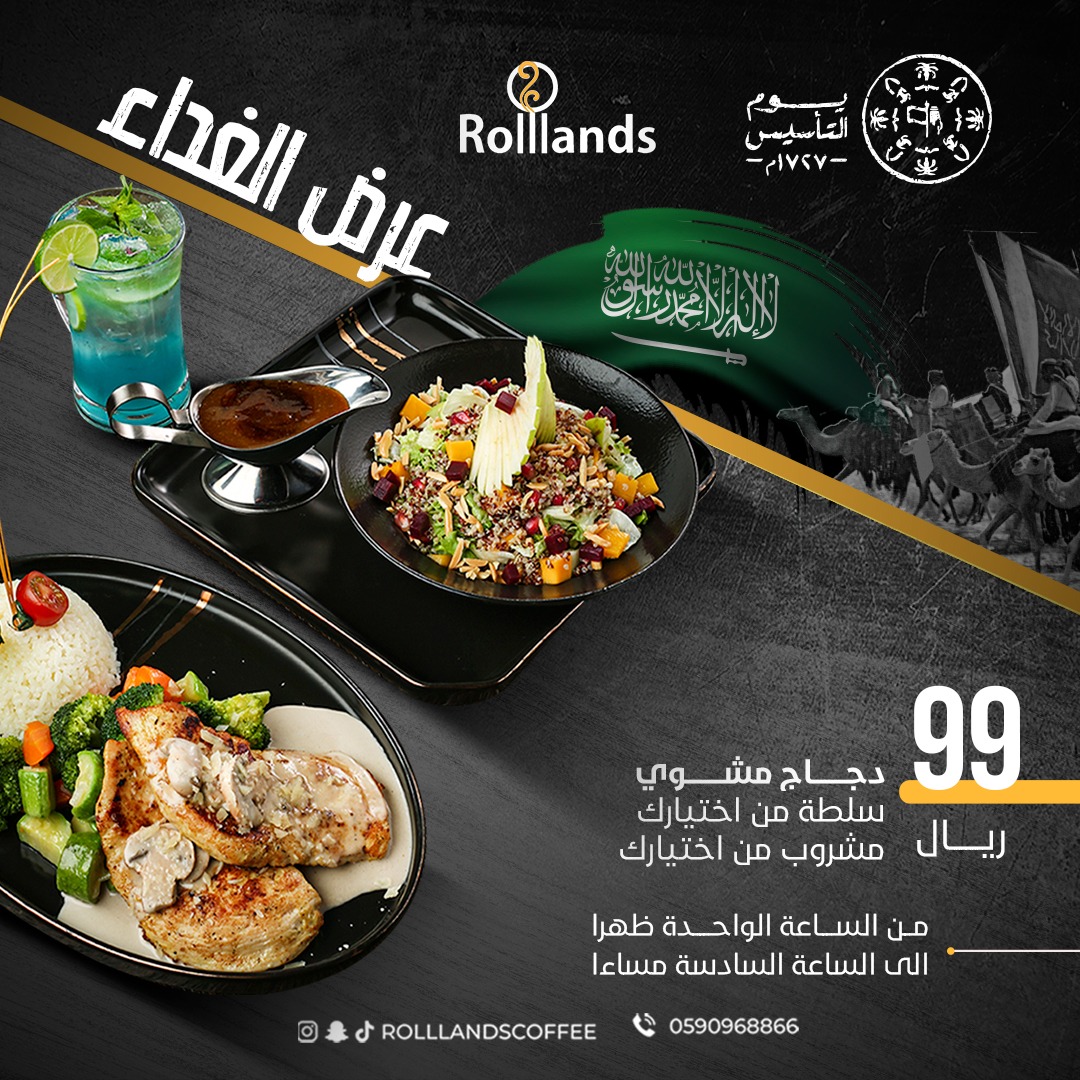 Rolllands
يوم
التأسيس
١٧٢٧م
عرض الغداء
لا إله إلا الله محمد رسول الله
99
ريال
دجاج مشوي
سلطة من اختيارك
مشروب من اختيارك
من الساعة الواحدة ظهرا
الى الساعة السادسة مساءا
ROLLLANDSCOFFEE
0590968866